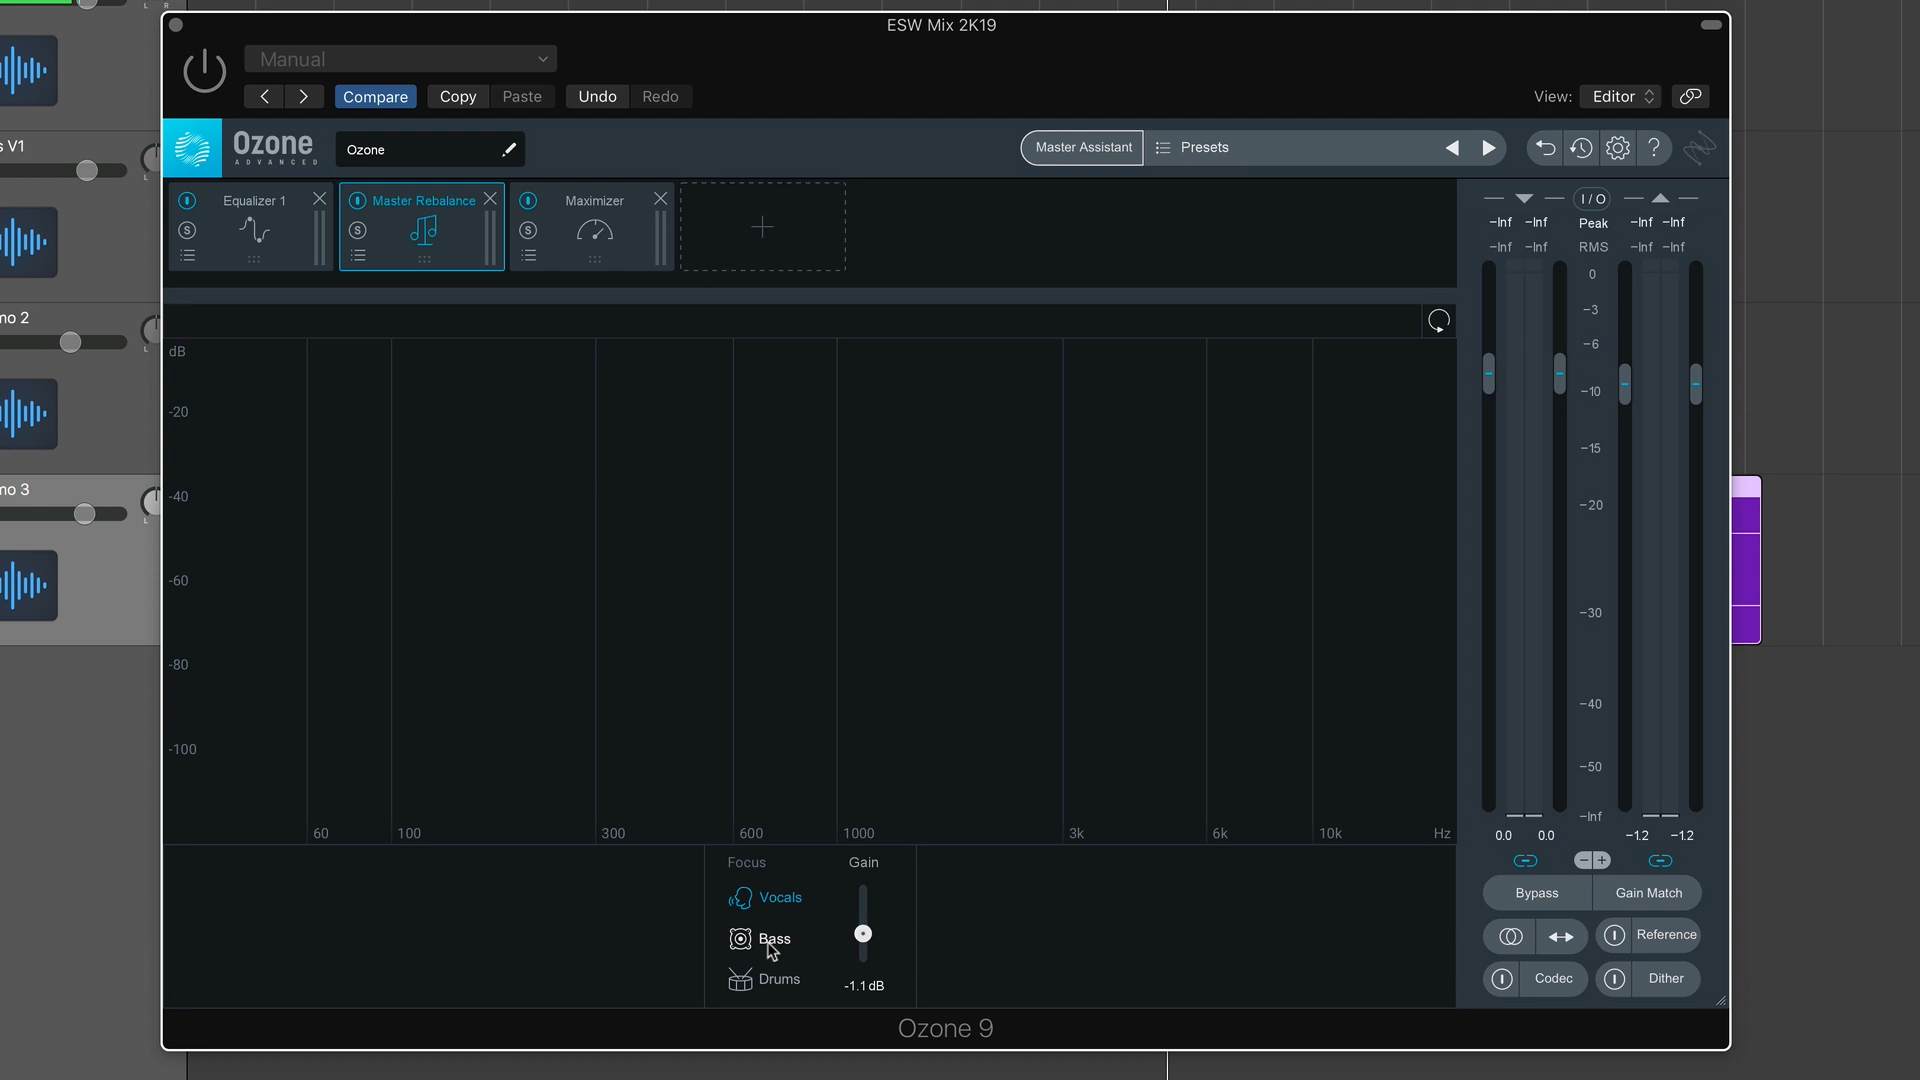 ESW Mix 2K19
Manual
Compare Copy Paste Undo Redo
View: Editor
Ozone
ADVANCED
Ozone
Master Assistant Presets ?
Equalizer 1 Master Rebalance Maximizer
S S S
I / O
-Inf -Inf Peak -Inf -Inf
-Inf -Inf RMS -Inf -Inf
0
-3
-6
-10
-15
-20
-30
-40
-50
-Inf
dB
-20
-40
-60
-80
-100
60 100 300 600 1000 3k 6k 10k Hz
0.0 0.0 -1.2 -1.2
Focus Gain
Vocals
Bass
Drums
-1.1 dB
Bypass Gain Match
Reference
Codec Dither
Ozone 9
L R
s V1
L
no 2
L
no 3
L